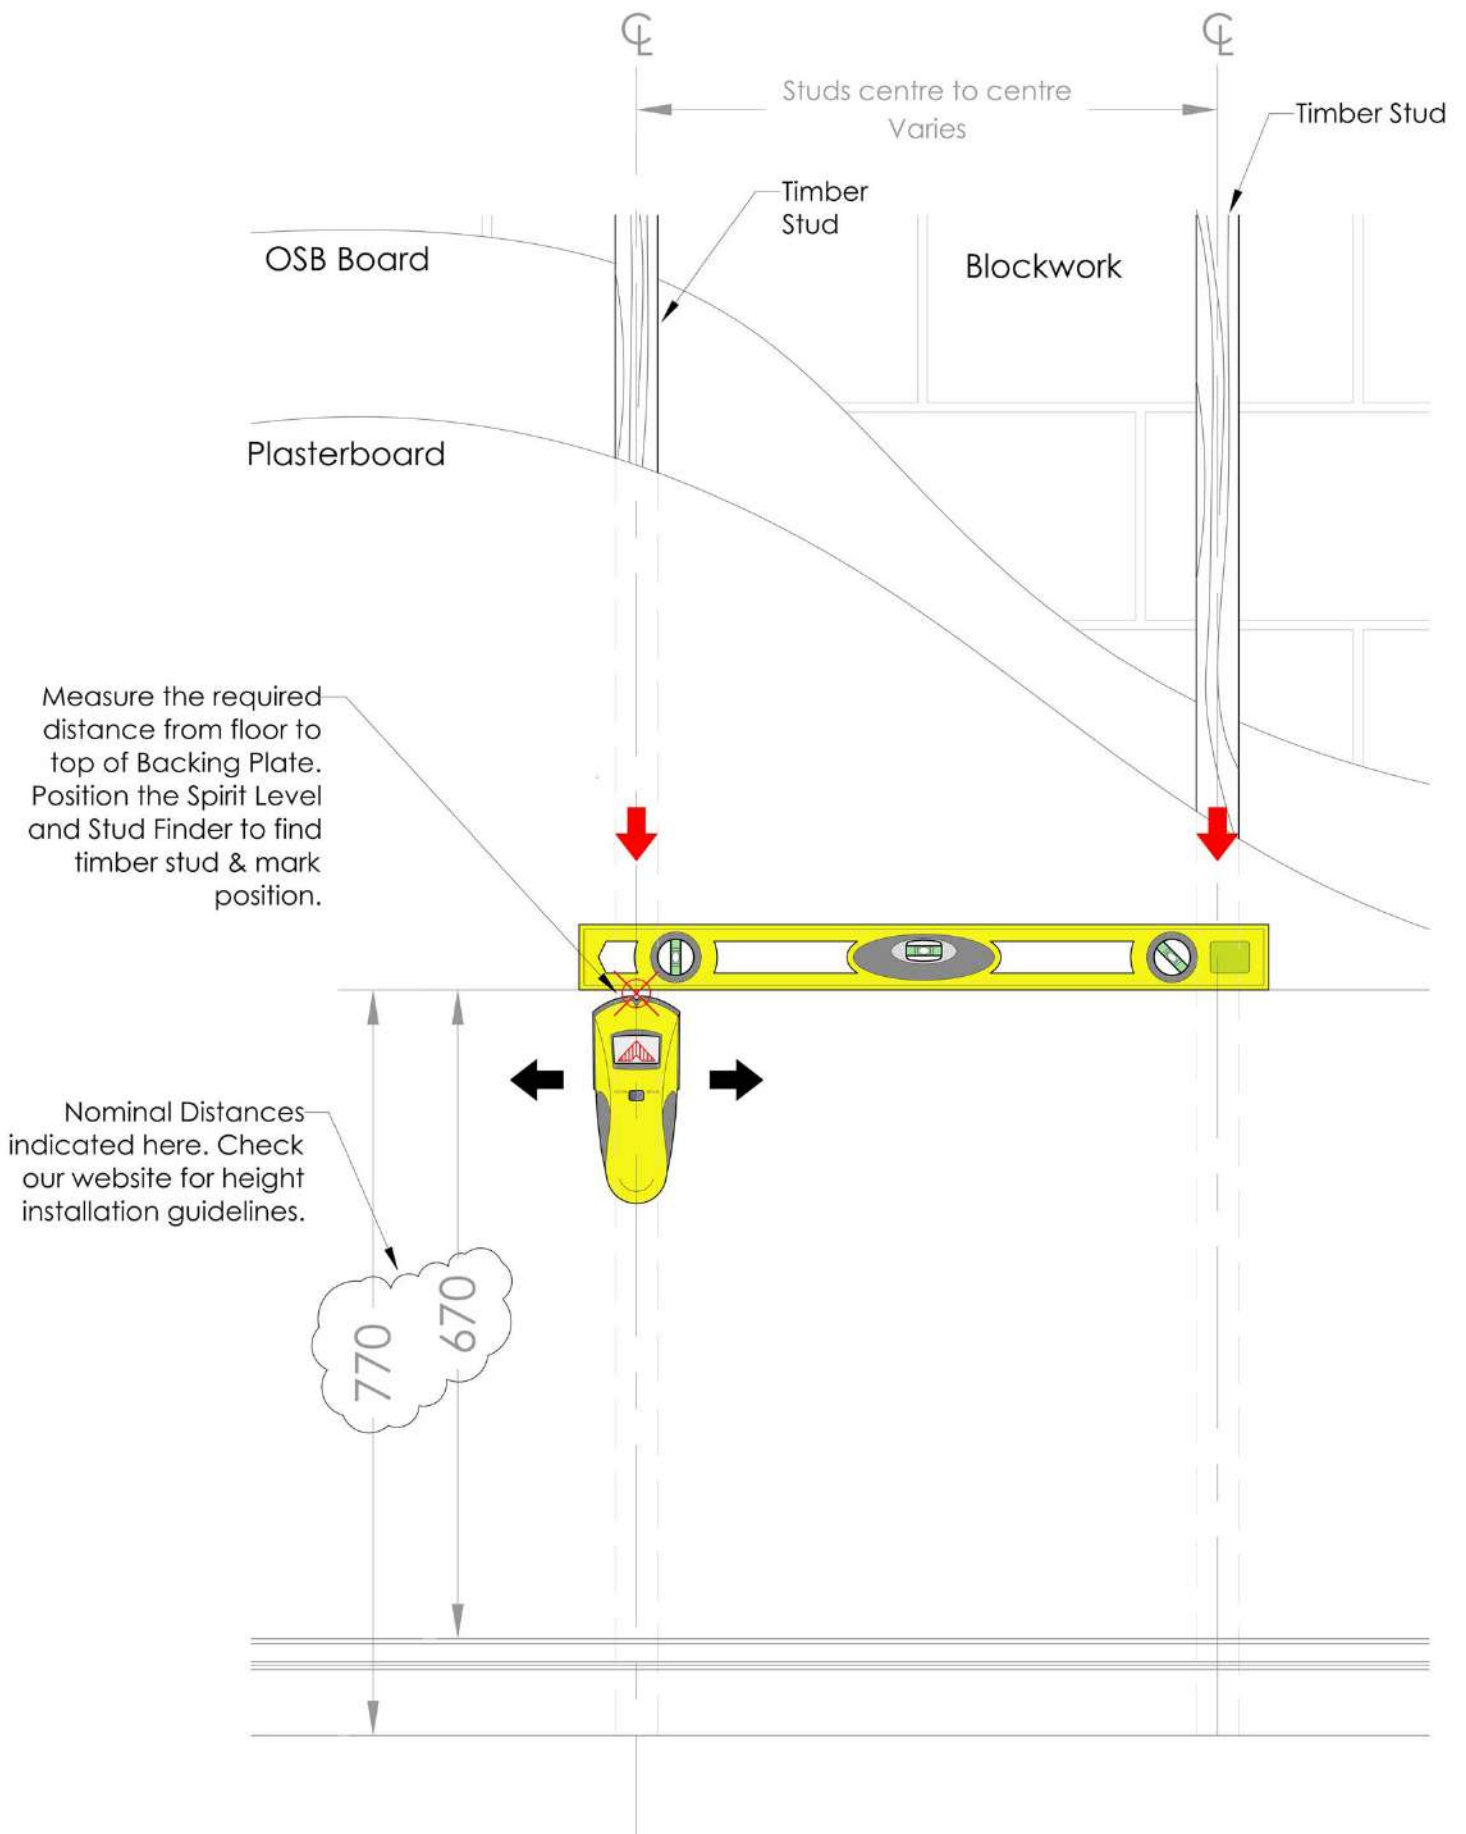 ℄
℄
Studs centre to centre
Varies
Timber Stud
Timber
Stud
OSB Board
Blockwork
Plasterboard
Measure the required
distance from floor to
top of Backing Plate.
Position the Spirit Level
and Stud Finder to find
timber stud & mark
position.
Nominal Distances
indicated here. Check
our website for height
installation guidelines.
770
670